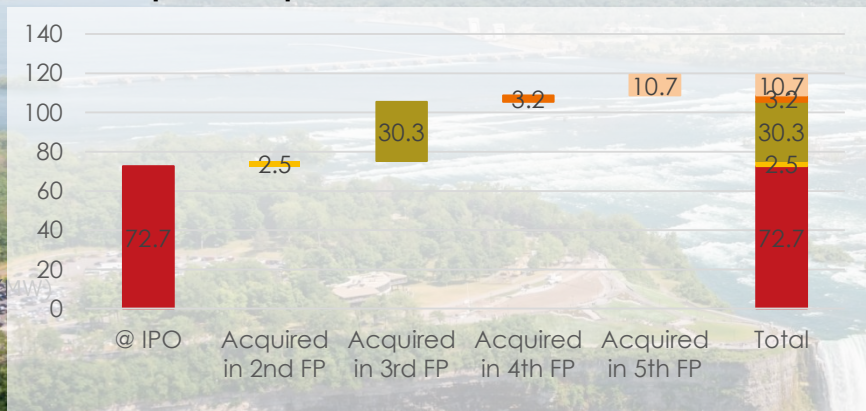 140
120
100
80
60
40
20
0
MW)
72.7
2.5
30.3
3.2
10.7
10.7
3.2
30.3
2.5
72.7
@ IPO
Acquired
in 2nd FP
Acquired
in 3rd FP
Acquired
in 4th FP
Acquired
in 5th FP
Total